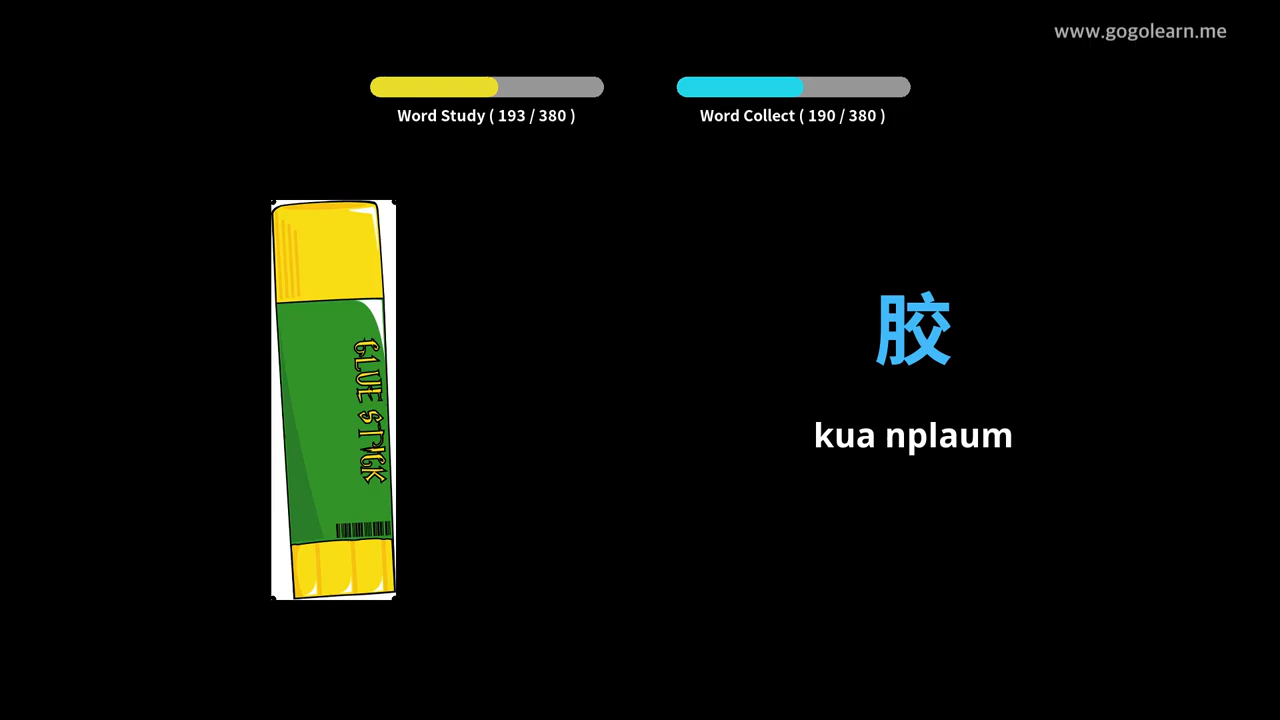 www.gogolearn.me
Word Study ( 193 / 380 )
Word Collect ( 190 / 380 )
GLUE STICK
胶
kua nplaum